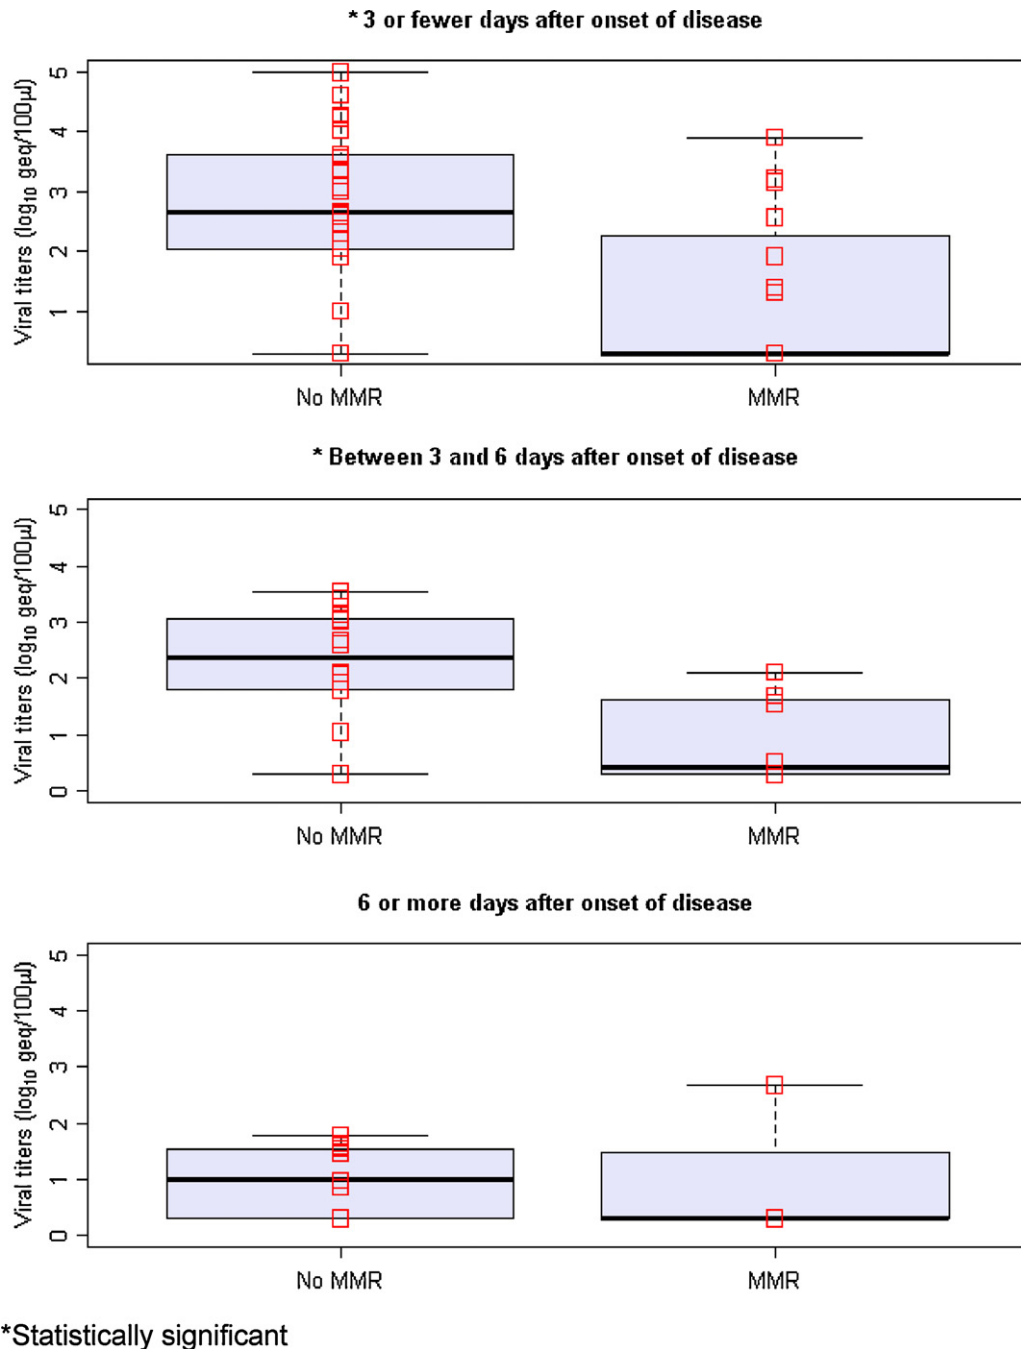 * 3 or fewer days after onset of disease
Viral titers (log₁₀ geq/100µl)
5
4
3
2
1
No MMR
MMR
* Between 3 and 6 days after onset of disease
Viral titers (log₁₀ geq/100µl)
5
4
3
2
1
0
No MMR
MMR
6 or more days after onset of disease
Viral titers (log₁₀ geq/100µl)
5
4
3
2
1
0
No MMR
MMR
*Statistically significant